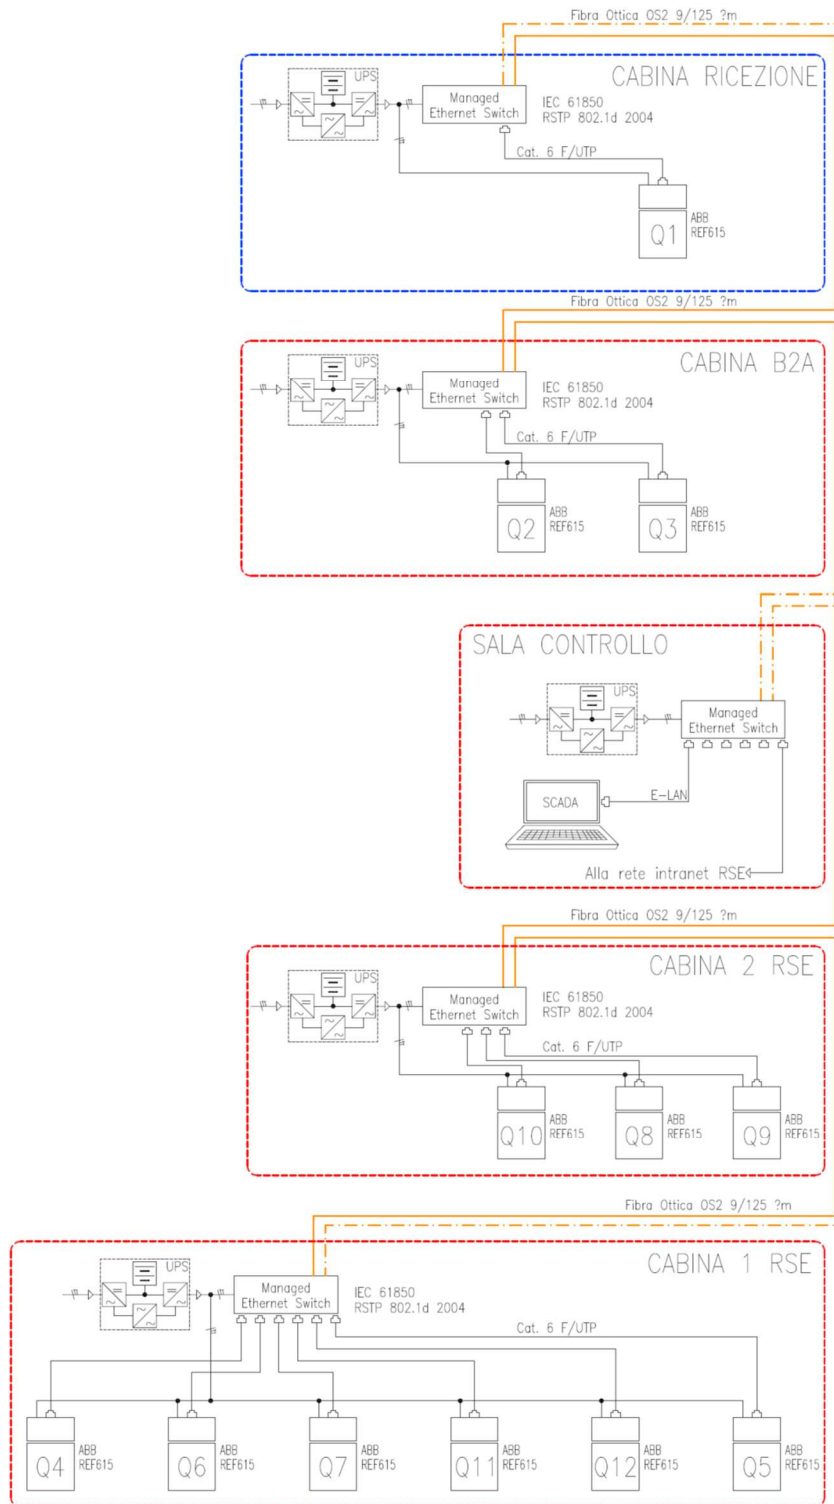 Fibra Ottica OS2 9/125 ?m
CABINA RICEZIONE
UPS
Managed
Ethernet Switch
IEC 61850
RSTP 802.1d 2004
Cat. 6 F/UTP
Q1
ABB
REF615
Fibra Ottica OS2 9/125 ?m
CABINA B2A
UPS
Managed
Ethernet Switch
IEC 61850
RSTP 802.1d 2004
Cat. 6 F/UTP
Q2
ABB
REF615
Q3
ABB
REF615
SALA CONTROLLO
UPS
Managed
Ethernet Switch
SCADA
E-LAN
Alla rete intranet RSE
Fibra Ottica OS2 9/125 ?m
CABINA 2 RSE
UPS
Managed
Ethernet Switch
IEC 61850
RSTP 802.1d 2004
Cat. 6 F/UTP
Q10
ABB
REF615
Q8
ABB
REF615
Q9
ABB
REF615
Fibra Ottica OS2 9/125 ?m
CABINA 1 RSE
UPS
Managed
Ethernet Switch
IEC 61850
RSTP 802.1d 2004
Cat. 6 F/UTP
Q4
ABB
REF615
Q6
ABB
REF615
Q7
ABB
REF615
Q11
ABB
REF615
Q12
ABB
REF615
Q5
ABB
REF615